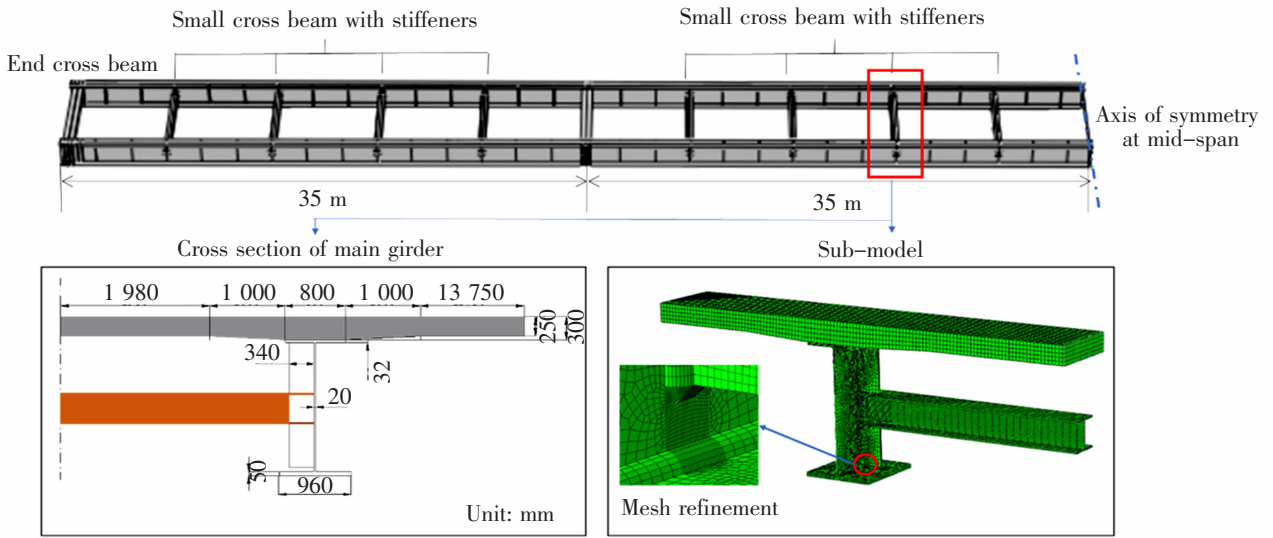 Small cross beam with stiffeners
Small cross beam with stiffeners
End cross beam
Axis of symmetry
at mid-span
35 m
35 m
Cross section of main girder
Sub-model
1 980
1 000
800
1 000
13 750
250
300
340
32
20
50
960
Unit: mm
Mesh refinement